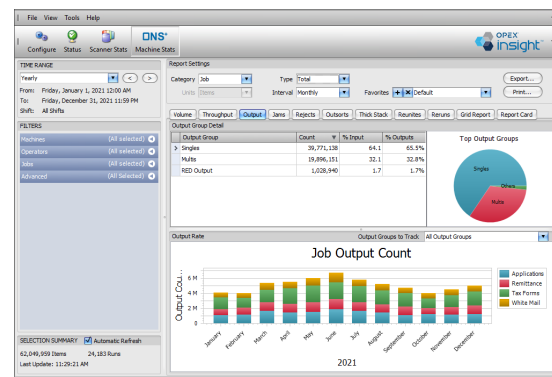 File View Tools Help
Configure Status Scanner Stats DNS+ Machine Stats
OPEX insight
TIME RANGE
Yearly < >
From: Friday, January 1, 2021 12:00 AM
To: Friday, December 31, 2021 11:59 PM
Shift: All Shifts
FILTERS
Machines (All selected)
Operators (All selected)
Jobs (All selected)
Advanced (All Selected)
SELECTION SUMMARY Automatic Refresh
62,049,959 Items 24,183 Runs
Last Update: 11:29:21 AM
Report Settings
Category Job Type Total Export...
Units Items Interval Monthly Favorites + × Default Print...
Volume Throughput Output Jams Rejects Outsorts Thick Stack Reunites Reruns Grid Report Report Card
Output Group Detail
Output Group Count % Input % Outputs
Singles 39,771,138 64.1 65.5%
Multis 19,896,151 32.1 32.8%
RED Output 1,028,940 1.7 1.7%
Top Output Groups
Singles
Others
Multis
Output Rate Output Groups to Track All Output Groups
Job Output Count
Output Cou...
6 M
4 M
2 M
0
January February March April May June July August September October November December
2021
Applications
Remittance
Tax Forms
White Mail